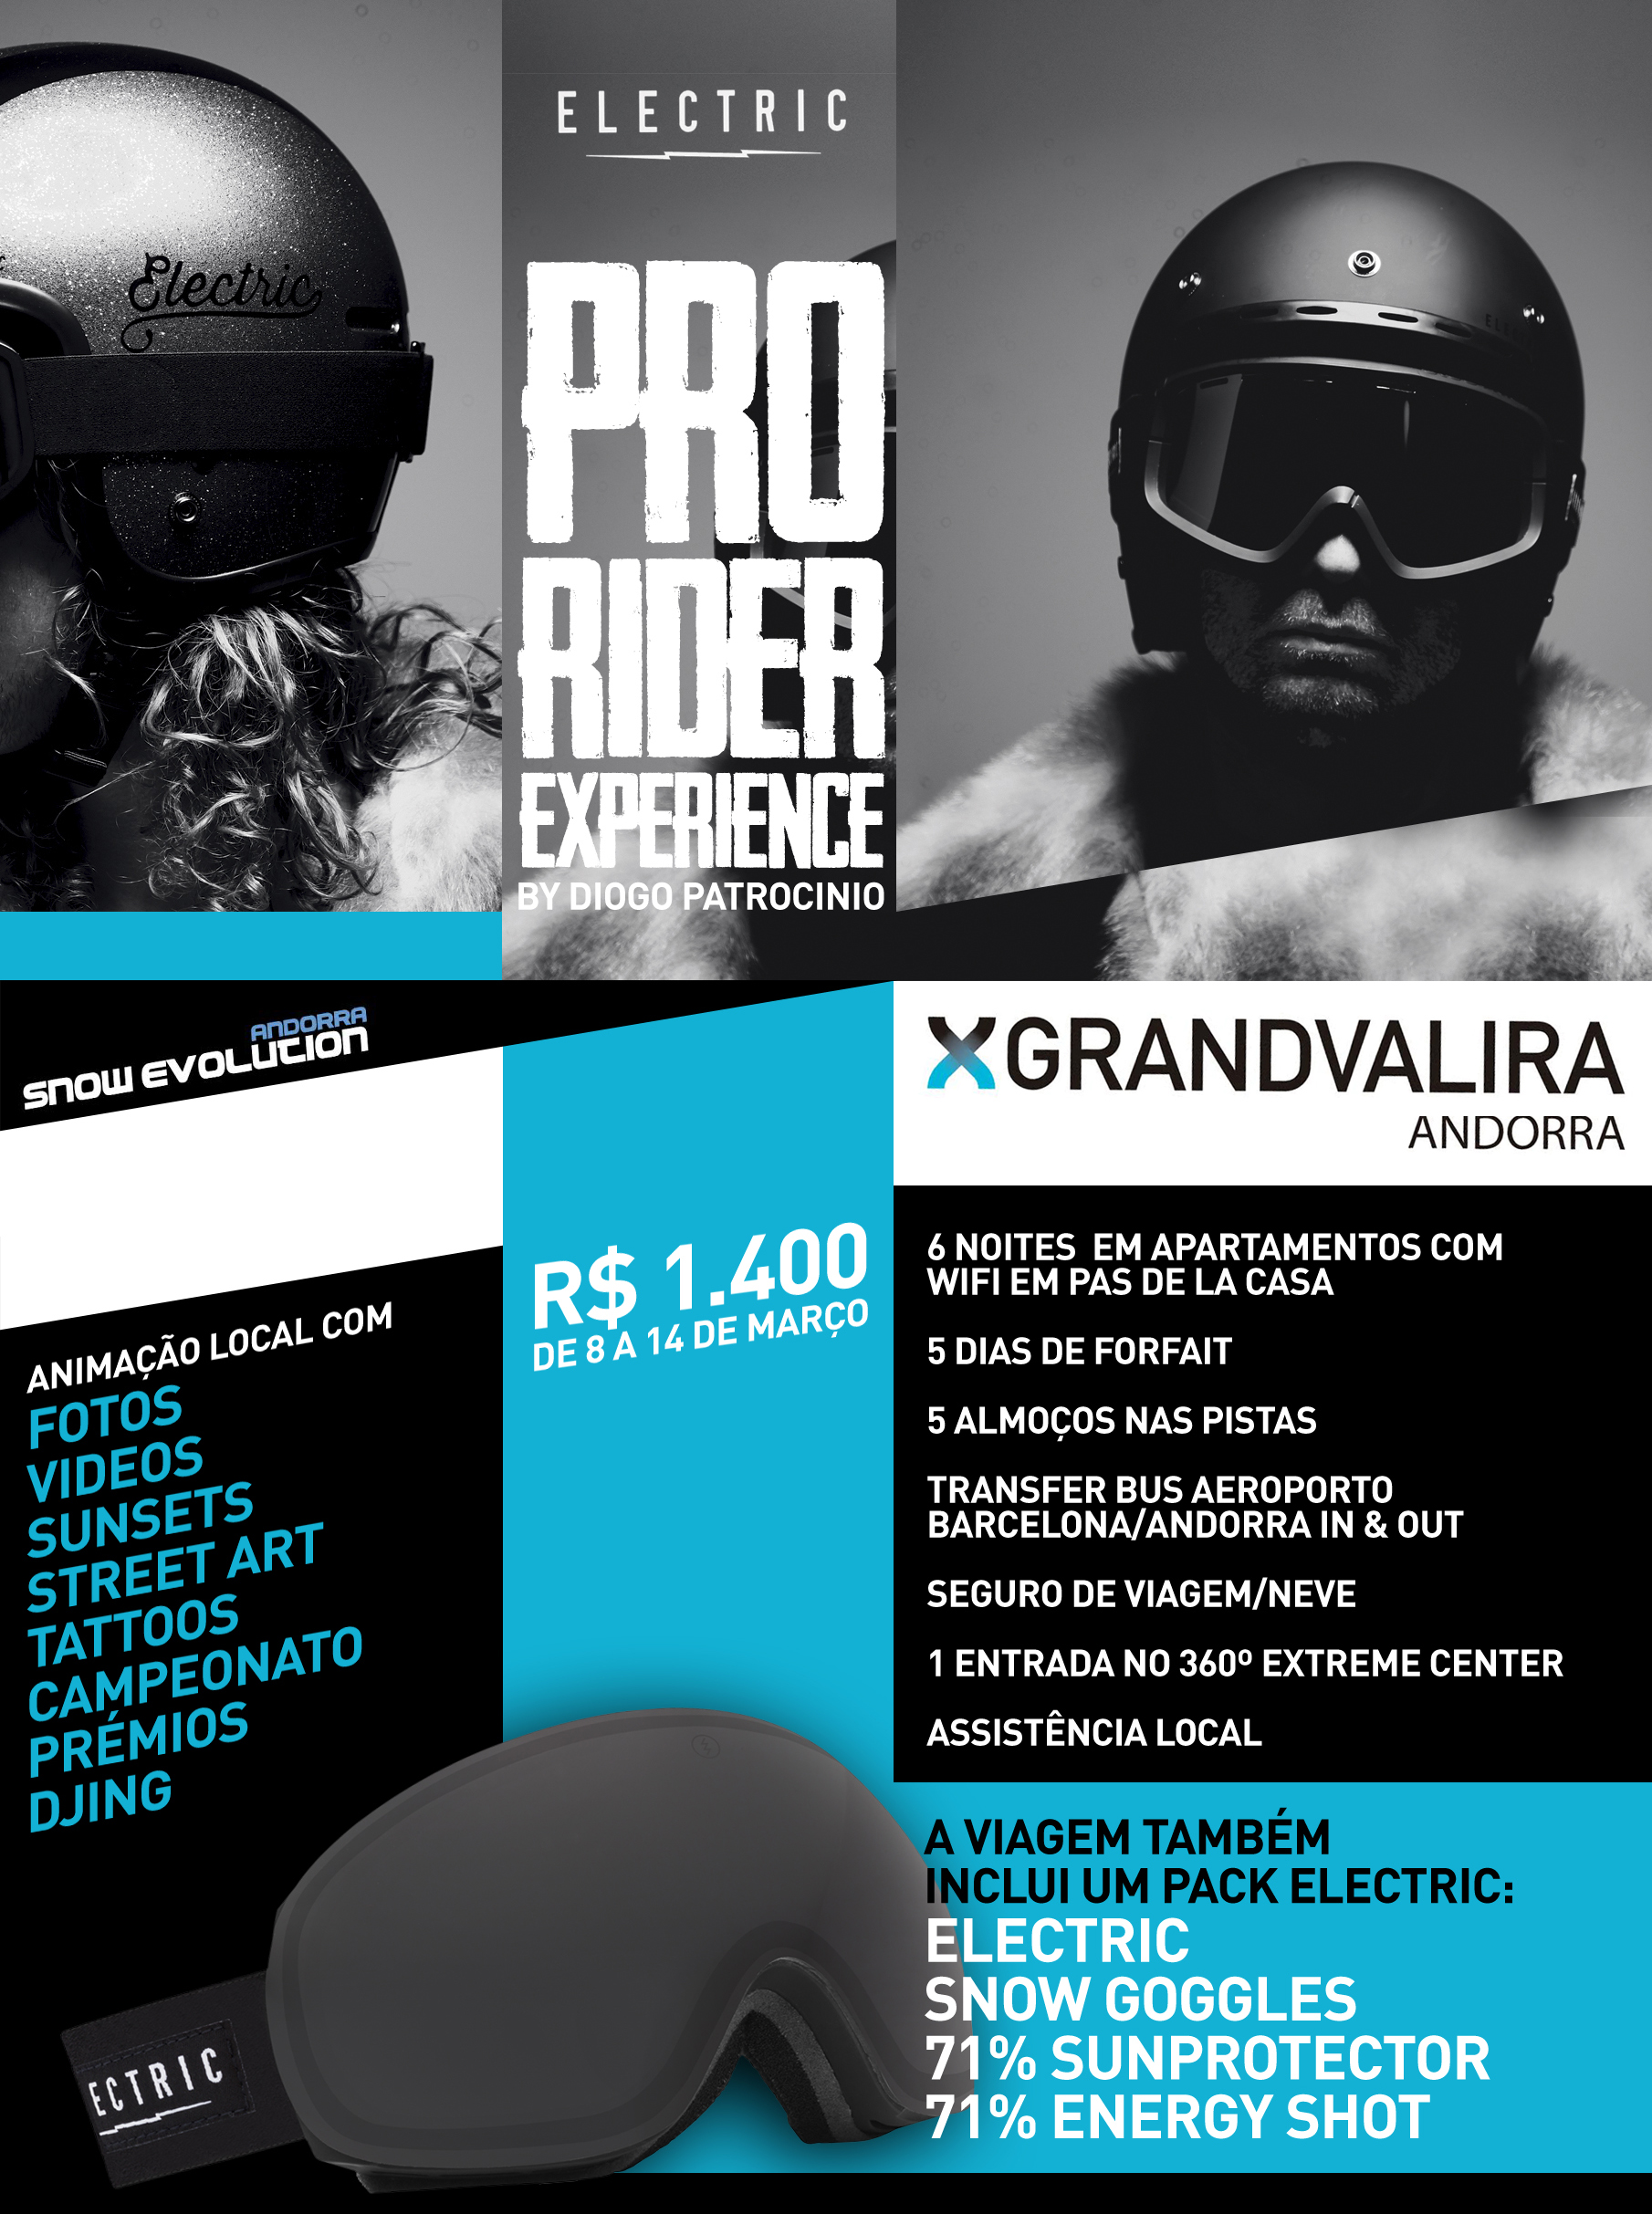 Electric
ELECTRIC
PRO
RIDER
EXPERIENCE
BY DIOGO PATROCINIO
ANDORRA
SNOW EVOLUTION
ANIMAÇÃO LOCAL COM
FOTOS
VIDEOS
SUNSETS
STREET ART
TATTOOS
CAMPEONATO
PRÉMIOS
DJING
R$ 1.400
DE 8 A 14 DE MARÇO
GRANDVALIRA
ANDORRA
6 NOITES EM APARTAMENTOS COM
WIFI EM PAS DE LA CASA
5 DIAS DE FORFAIT
5 ALMOÇOS NAS PISTAS
TRANSFER BUS AEROPORTO
BARCELONA/ANDORRA IN & OUT
SEGURO DE VIAGEM/NEVE
1 ENTRADA NO 360º EXTREME CENTER
ASSISTÊNCIA LOCAL
A VIAGEM TAMBÉM
INCLUI UM PACK ELECTRIC:
ELECTRIC
SNOW GOGGLES
71% SUNPROTECTOR
71% ENERGY SHOT
ECTRIC